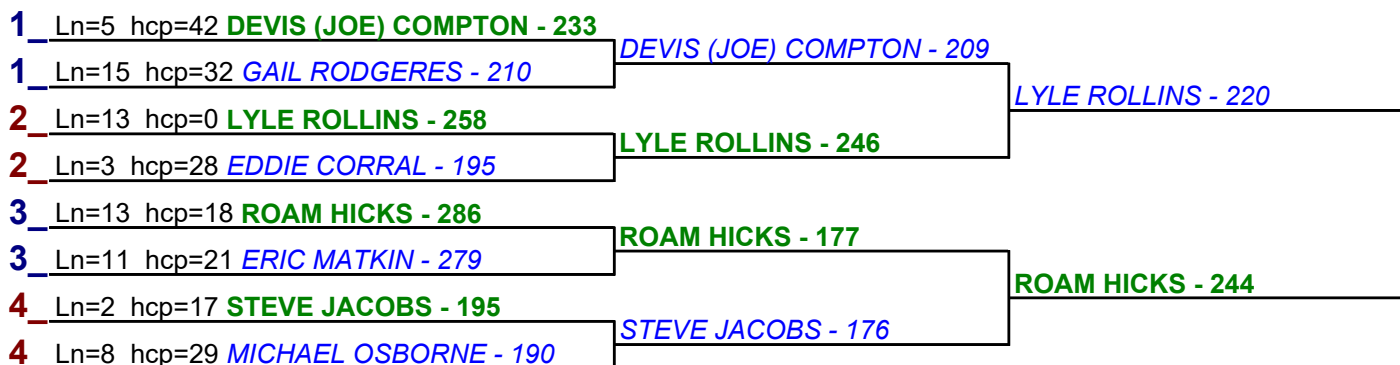 1_ Ln=5 hcp=42 DEVIS (JOE) COMPTON - 233
DEVIS (JOE) COMPTON - 209
1_ Ln=15 hcp=32 GAIL RODGERES - 210
LYLE ROLLINS - 220
2_ Ln=13 hcp=0 LYLE ROLLINS - 258
LYLE ROLLINS - 246
2_ Ln=3 hcp=28 EDDIE CORRAL - 195
3_ Ln=13 hcp=18 ROAM HICKS - 286
ROAM HICKS - 177
3_ Ln=11 hcp=21 ERIC MATKIN - 279
ROAM HICKS - 244
4_ Ln=2 hcp=17 STEVE JACOBS - 195
STEVE JACOBS - 176
4 Ln=8 hcp=29 MICHAEL OSBORNE - 190